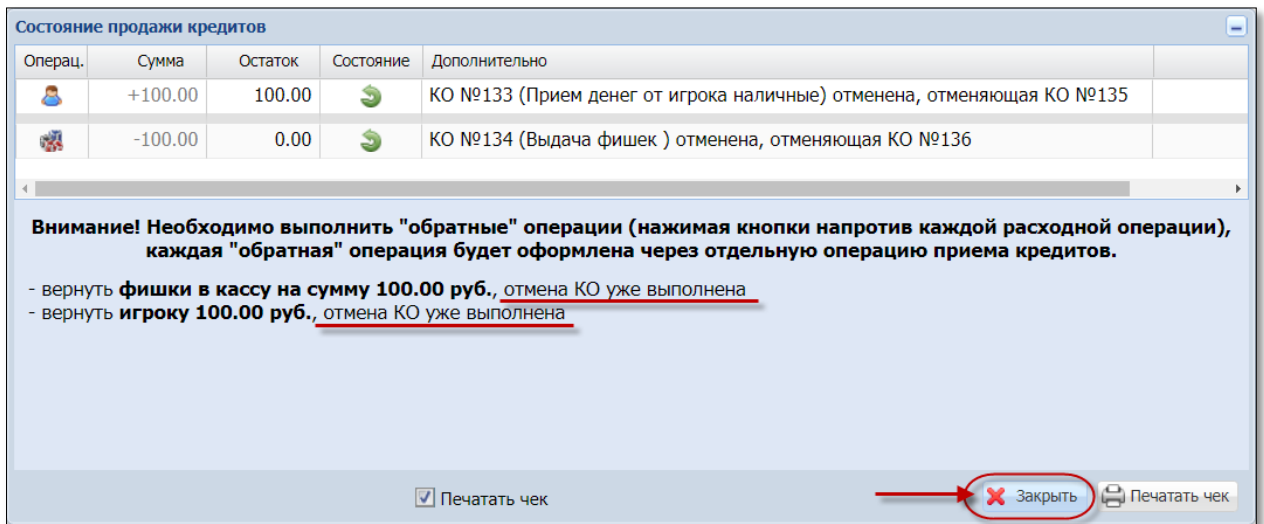 Состояние продажи кредитов
Операц. Сумма Остаток Состояние Дополнительно
+100.00 100.00 КО №133 (Прием денег от игрока наличные) отменена, отменяющая КО №135
-100.00 0.00 КО №134 (Выдача фишек ) отменена, отменяющая КО №136
Внимание! Необходимо выполнить "обратные" операции (нажимая кнопки напротив каждой расходной операции),
каждая "обратная" операция будет оформлена через отдельную операцию приема кредитов.
- вернуть фишки в кассу на сумму 100.00 руб., отмена КО уже выполнена
- вернуть игроку 100.00 руб., отмена КО уже выполнена
Печатать чек Закрыть Печатать чек